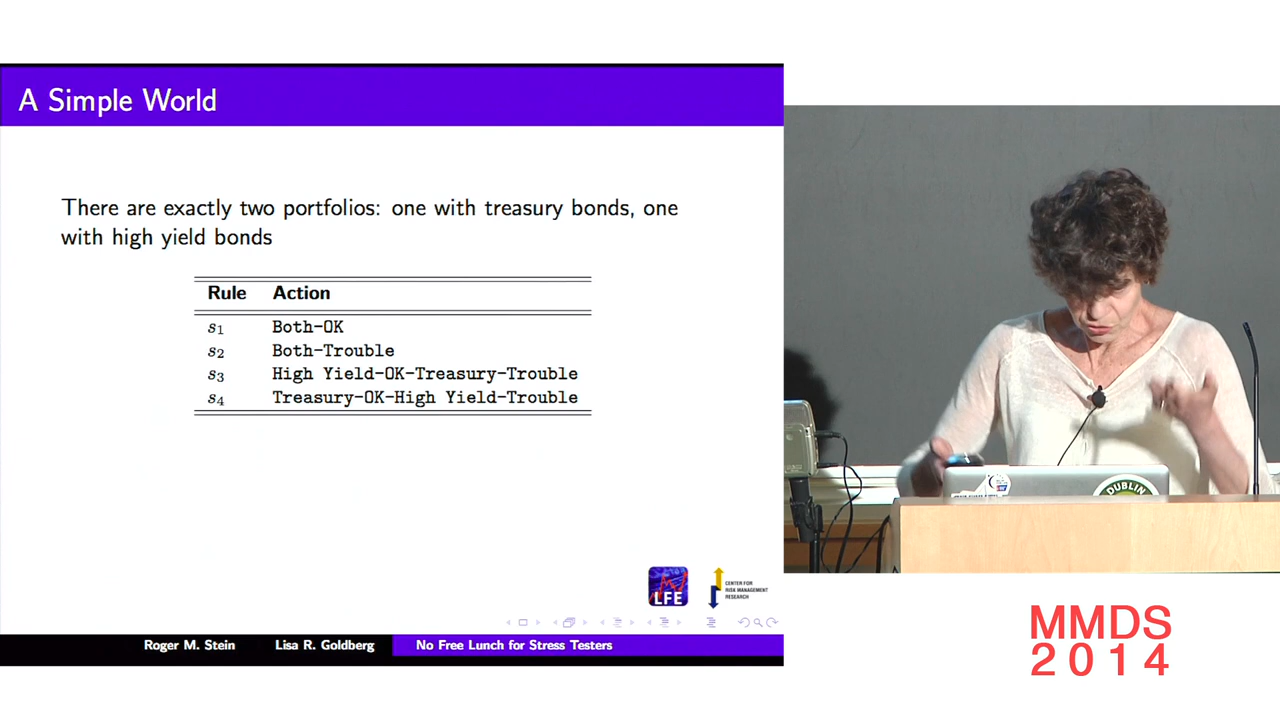 A Simple World
There are exactly two portfolios: one with treasury bonds, one
with high yield bonds
Rule Action
s1 Both-OK
s2 Both-Trouble
s3 High Yield-OK-Treasury-Trouble
s4 Treasury-OK-High Yield-Trouble
LFE
CENTER FOR
RISK MANAGEMENT
RESEARCH
Roger M. Stein Lisa R. Goldberg No Free Lunch for Stress Testers
DUBLIN
MMDS
2014